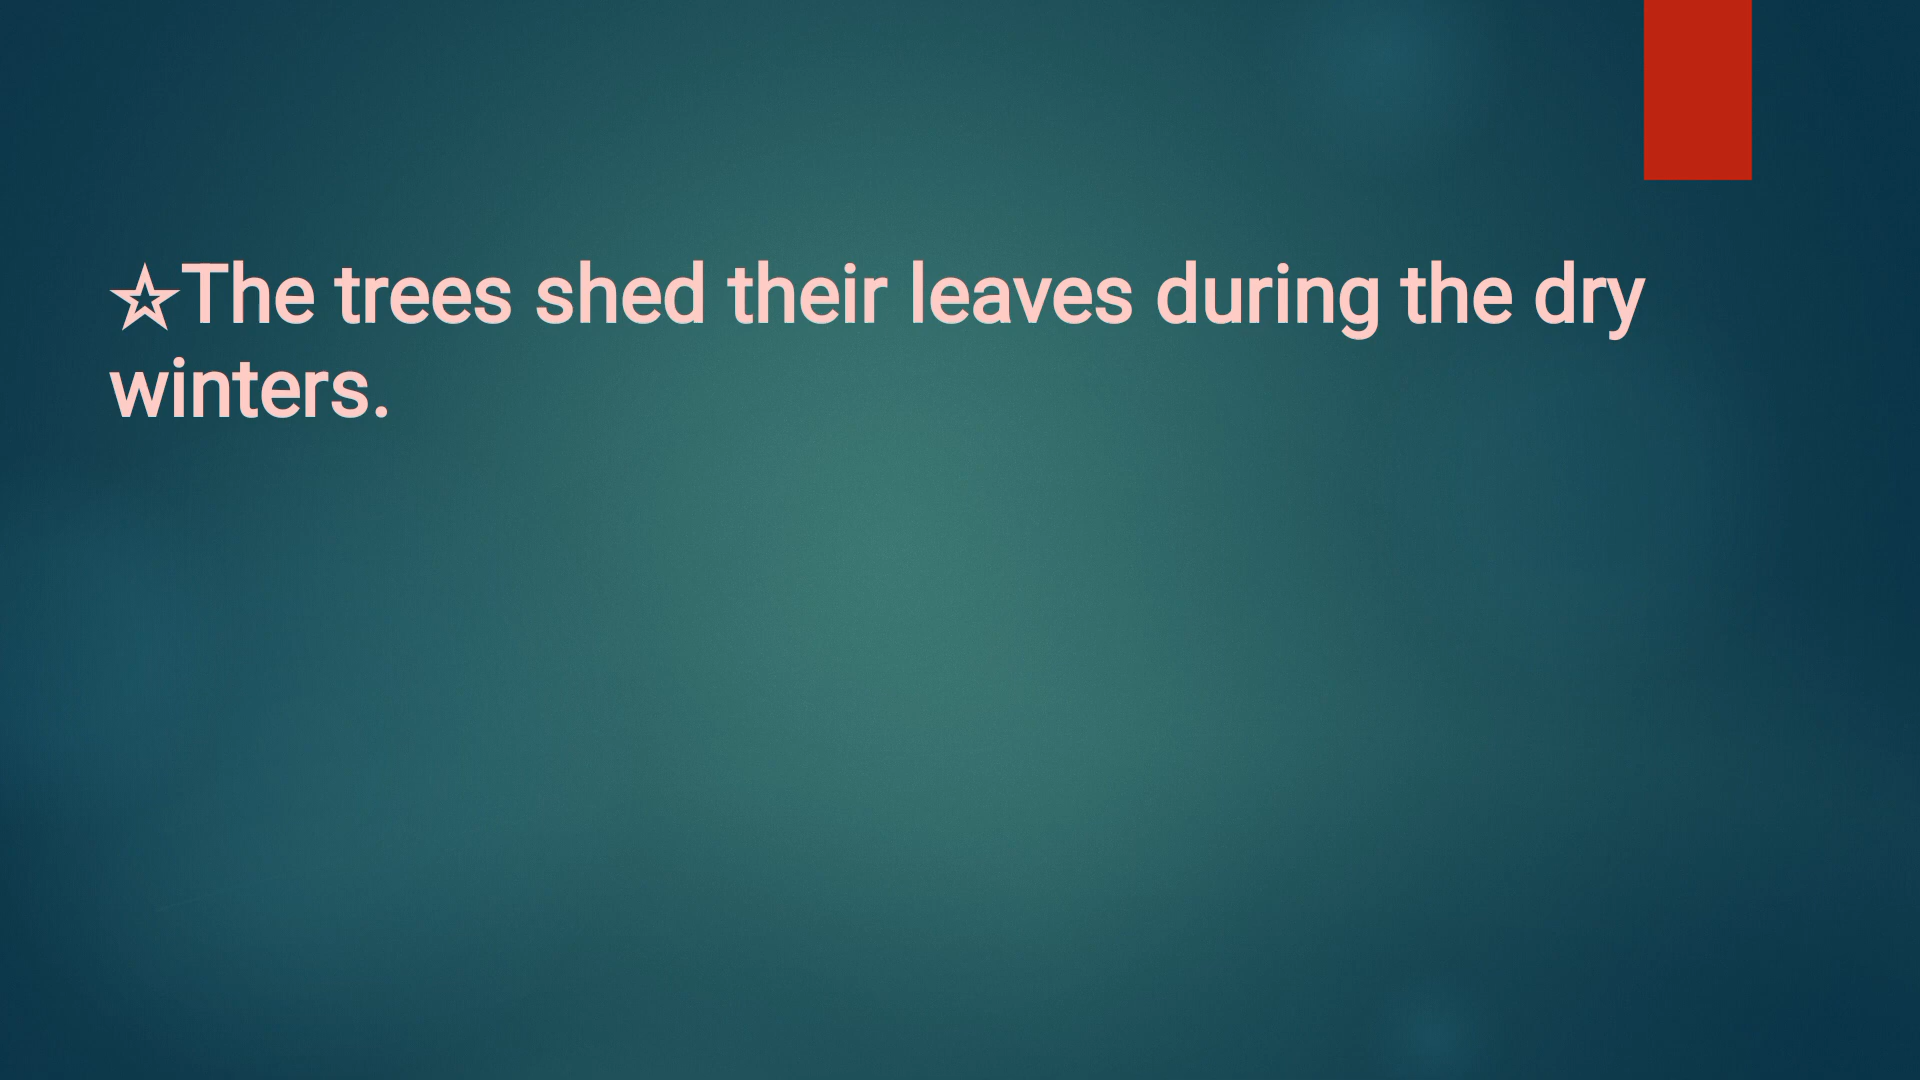 ☆The trees shed their leaves during the dry
winters.